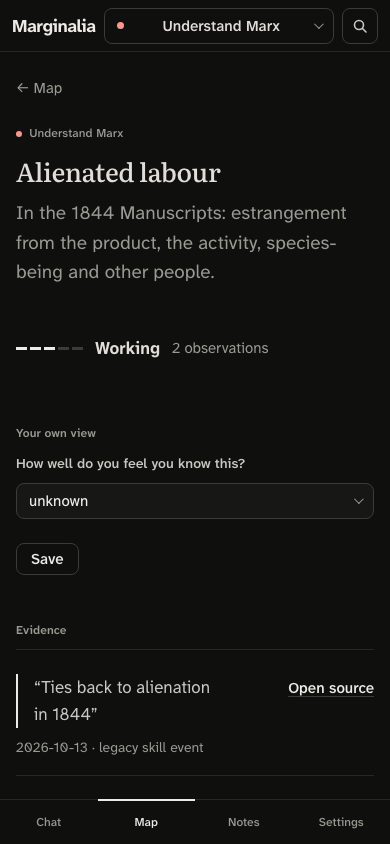 Marginalia
Understand Marx
← Map
Understand Marx
Alienated labour
In the 1844 Manuscripts: estrangement
from the product, the activity, species-
being and other people.
Working 2 observations
Your own view
How well do you feel you know this?
unknown
Save
Evidence
“Ties back to alienation
in 1844”
Open source
2026-10-13 · legacy skill event
Chat Map Notes Settings